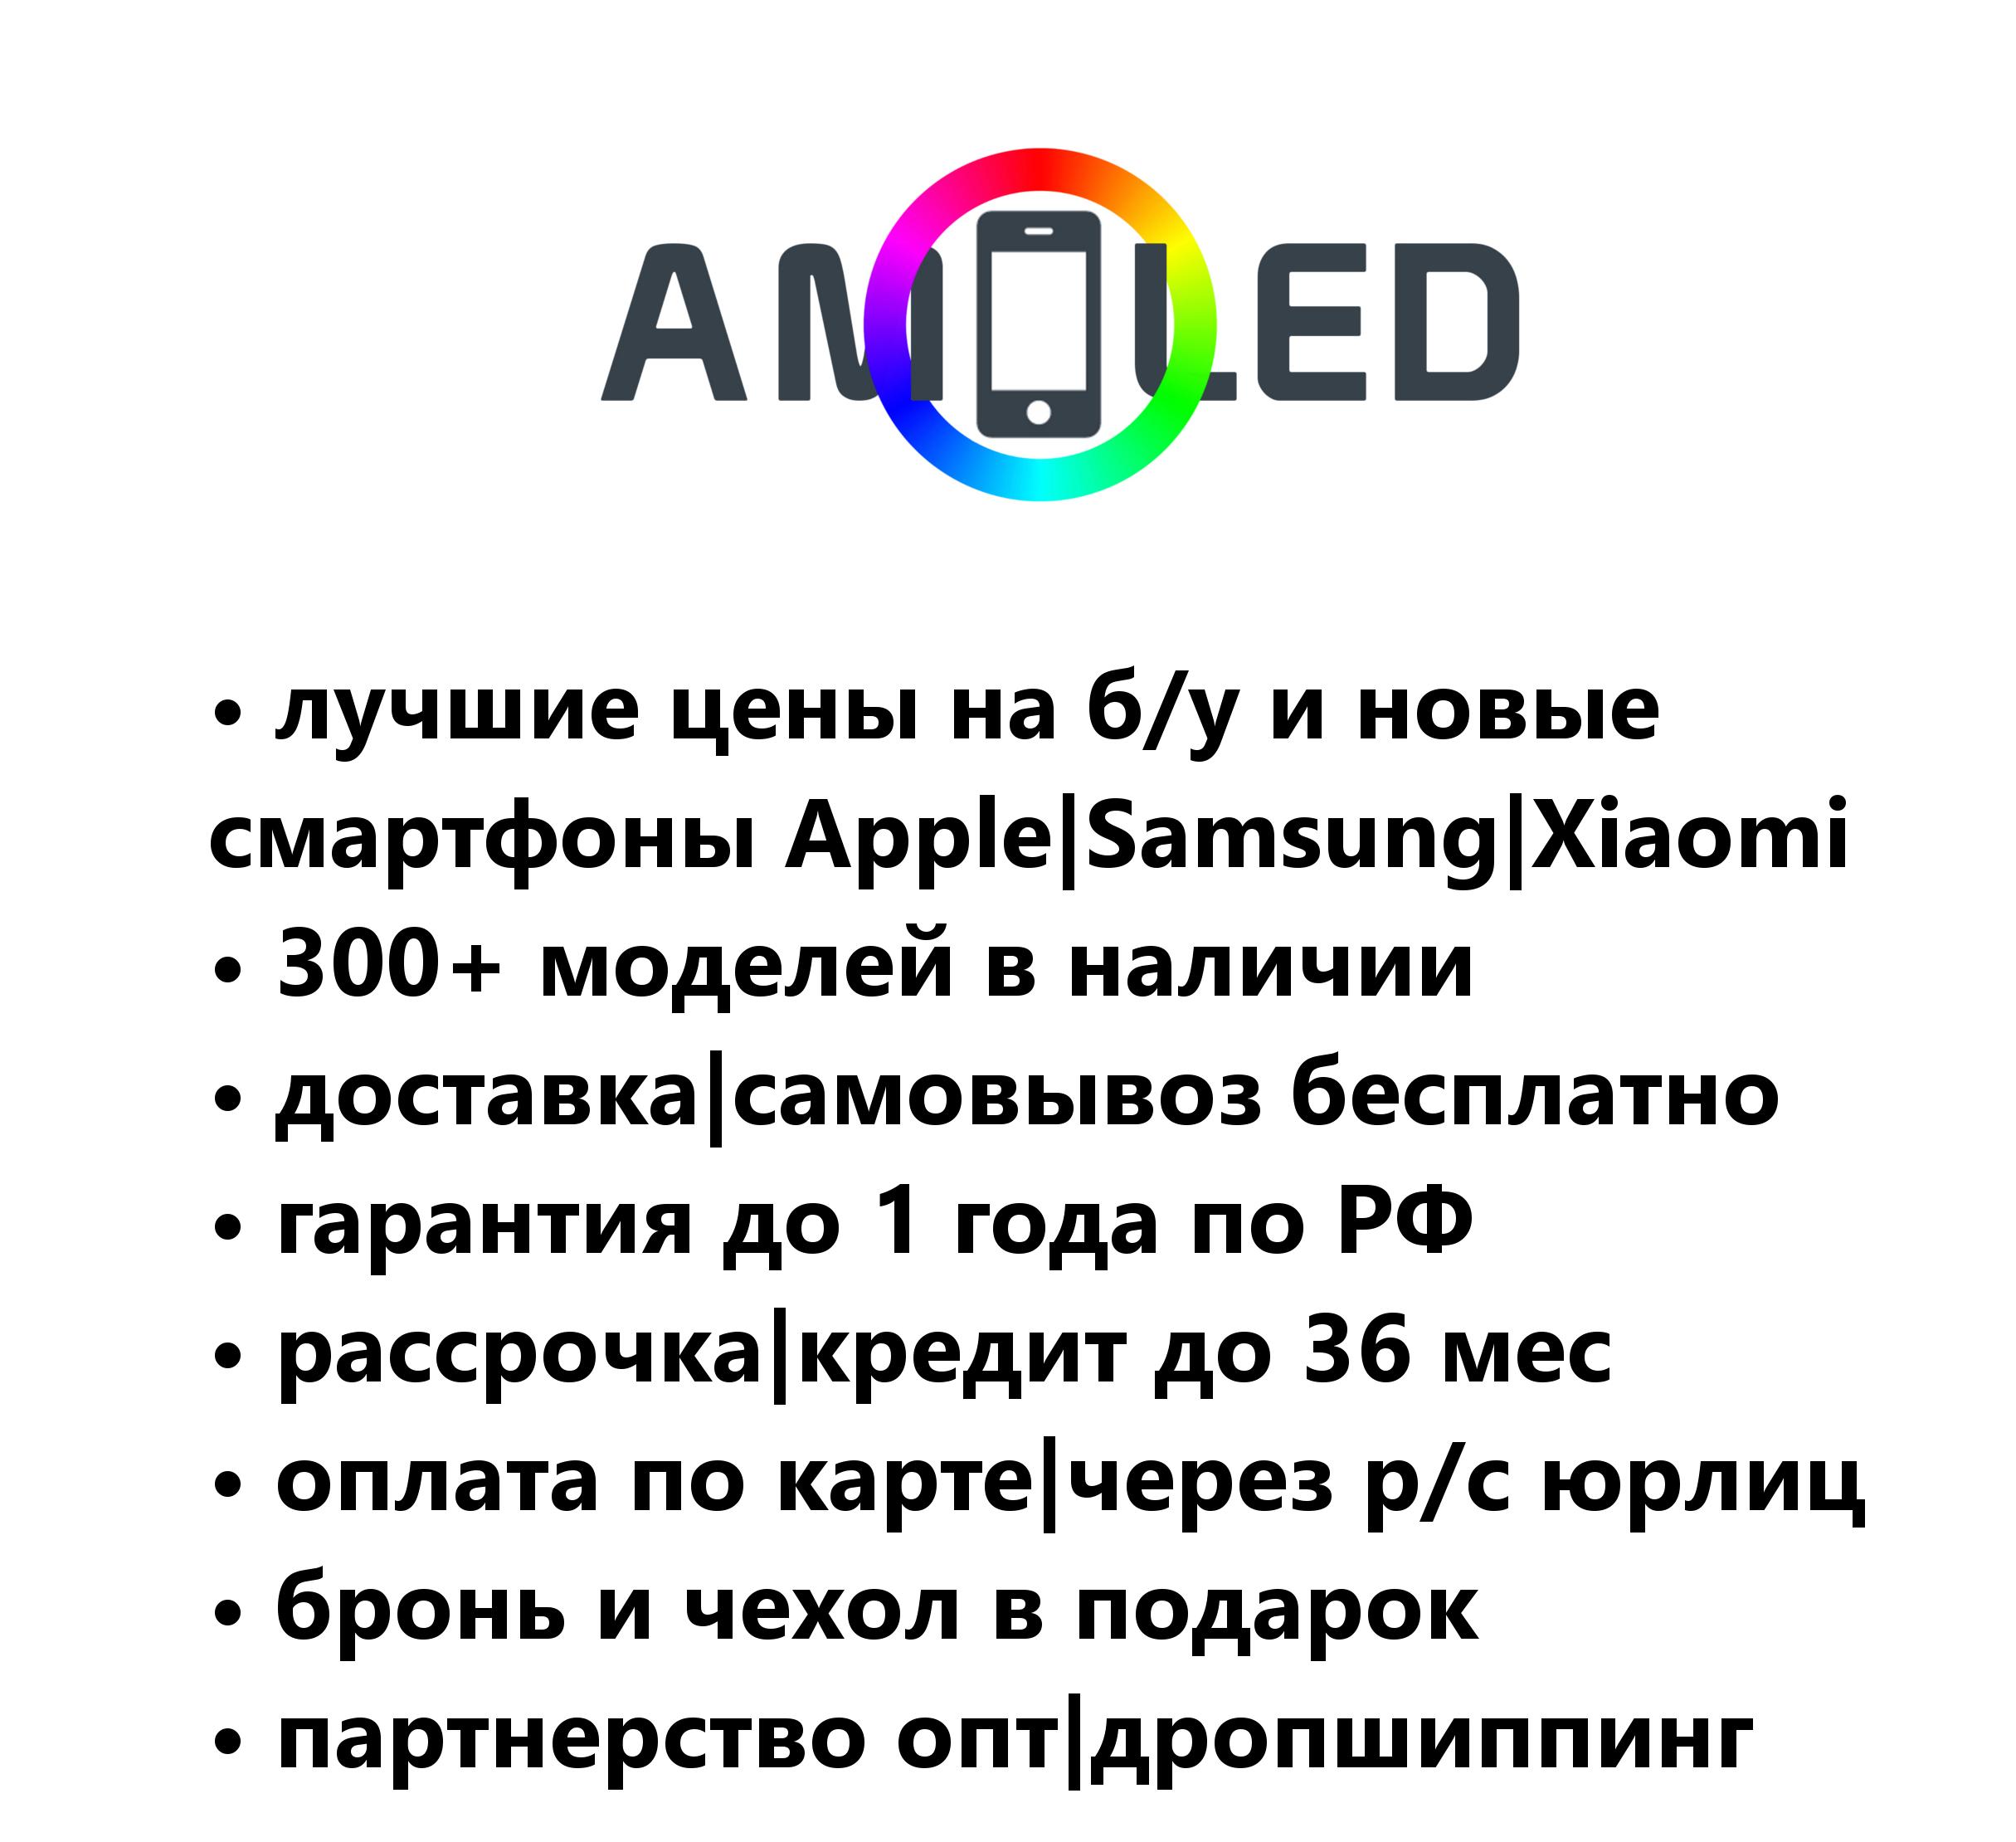 AMOLED
• лучшие цены на б/у и новые
смартфоны Apple|Samsung|Xiaomi
• 300+ моделей в наличии
• доставка|самовывоз бесплатно
• гарантия до 1 года по РФ
• рассрочка|кредит до 36 мес
• оплата по карте|через р/с юрлиц
• бронь и чехол в подарок
• партнерство опт|дропшиппинг